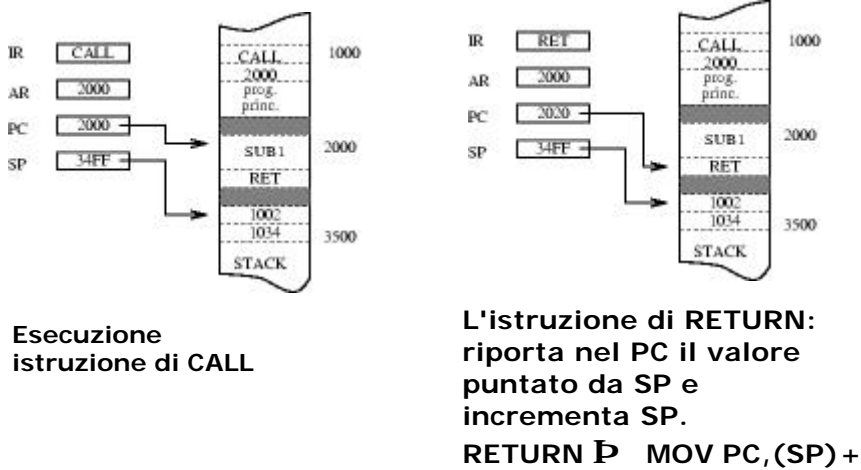 IR CALL
AR 2000
PC 2000
SP 34FF
CALL
2000
prog.
princ.
SUB1
RET
1002
1034
STACK
1000
2000
3500
Esecuzione
istruzione di CALL
IR RET
AR 2000
PC 2020
SP 34FF
CALL
2000
prog.
princ.
SUB1
RET
1002
1034
STACK
1000
2000
3500
L'istruzione di RETURN:
riporta nel PC il valore
puntato da SP e
incrementa SP.
RETURN Þ MOV PC,(SP)+